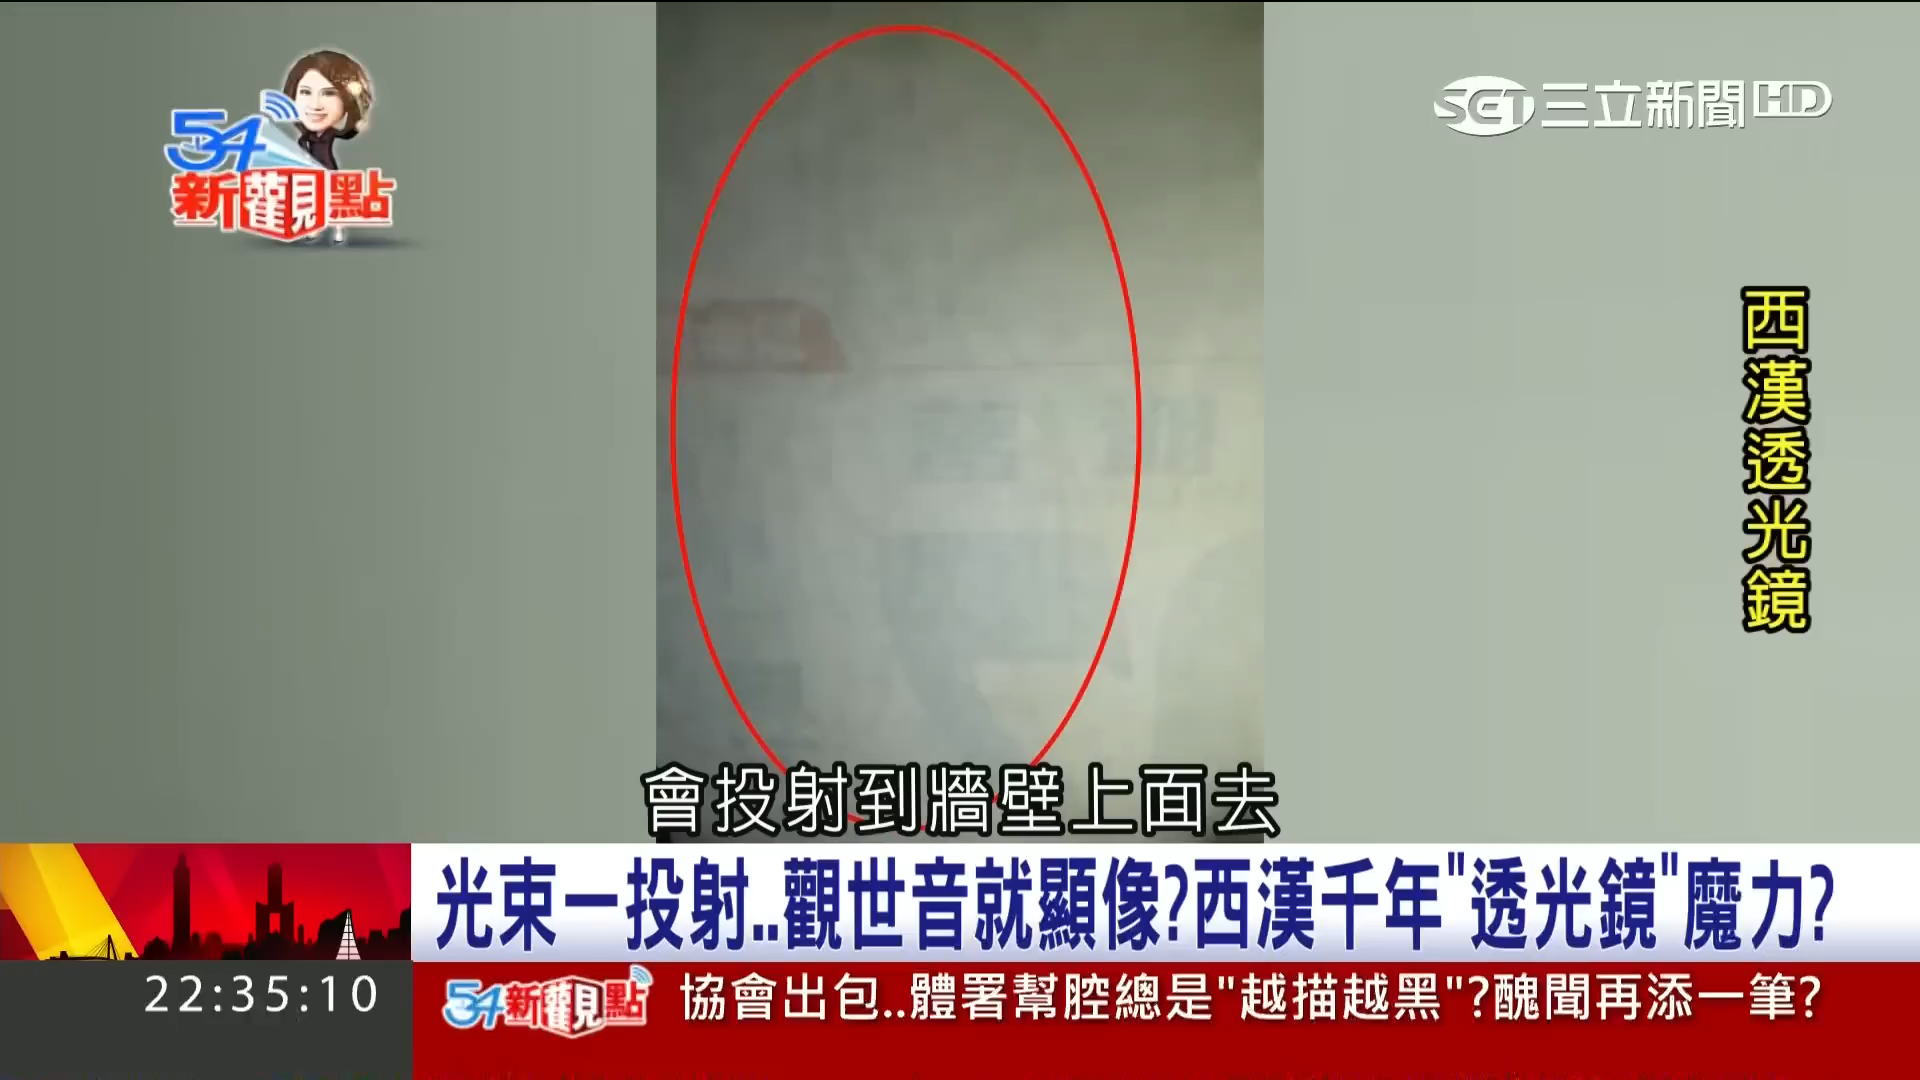 54
新觀點
SET三立新聞HD
西漢透光鏡
會投射到牆壁上面去
光束一投射..觀世音就顯像?西漢千年"透光鏡"魔力?
22:35:10
54新觀點
協會出包..體署幫腔總是"越描越黑"?醜聞再添一筆?